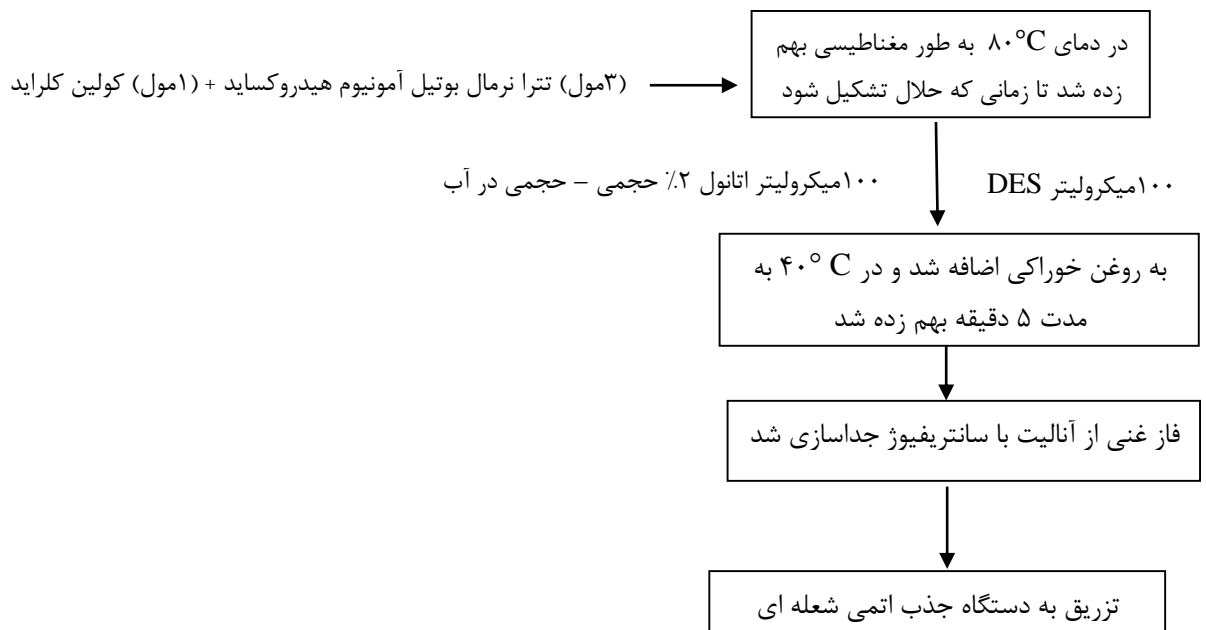 در دمای ۸۰°C به طور مغناطیسی بهم
زده شد تا زمانی که حلال تشکیل شود
(۳مول) تترا نرمال بوتیل آمونیوم هیدروکساید + (۱مول) کولین کلراید
۱۰۰میکرولیتر DES
۱۰۰میکرولیتر اتانول ۲٪ حجمی – حجمی در آب
به روغن خوراکی اضافه شد و در ۴۰° C به
مدت ۵ دقیقه بهم زده شد
فاز غنی از آنالیت با سانتریفیوژ جداسازی شد
تزریق به دستگاه جذب اتمی شعله ای